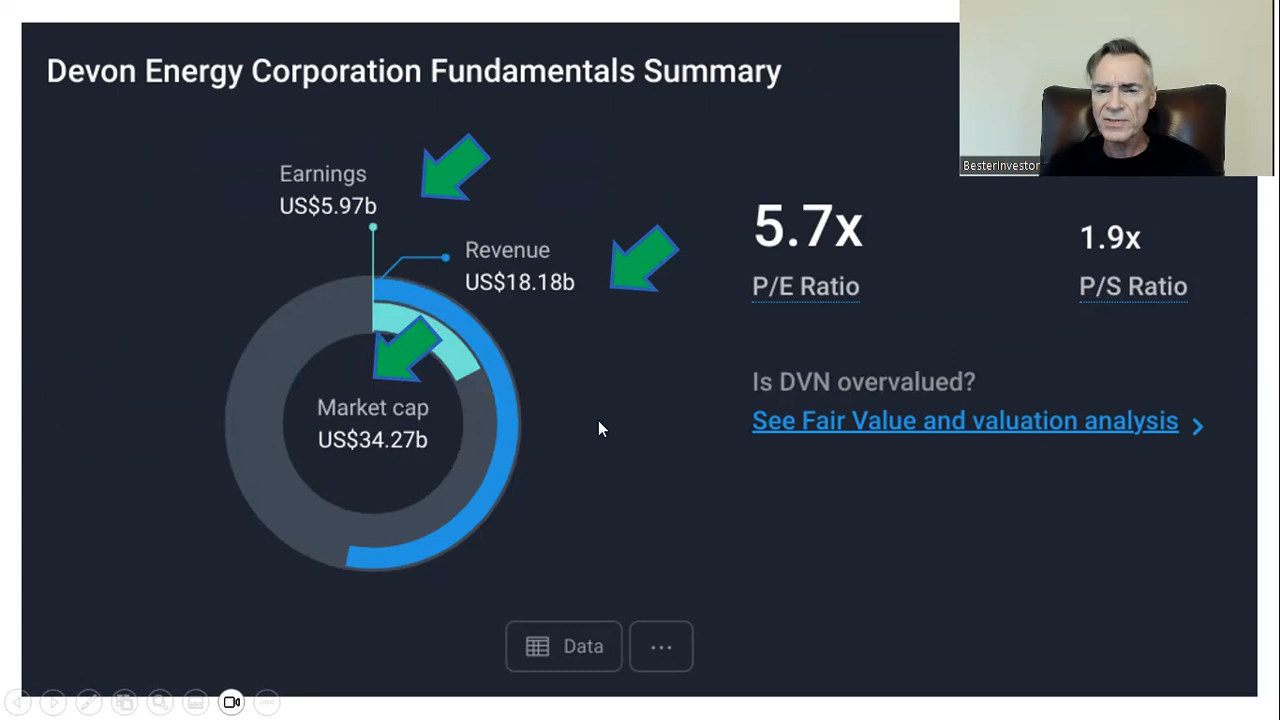 Devon Energy Corporation Fundamentals Summary
BesterInvestor
Earnings
US$5.97b
Revenue
US$18.18b
Market cap
US$34.27b
5.7x
P/E Ratio
1.9x
P/S Ratio
Is DVN overvalued?
See Fair Value and valuation analysis
Data